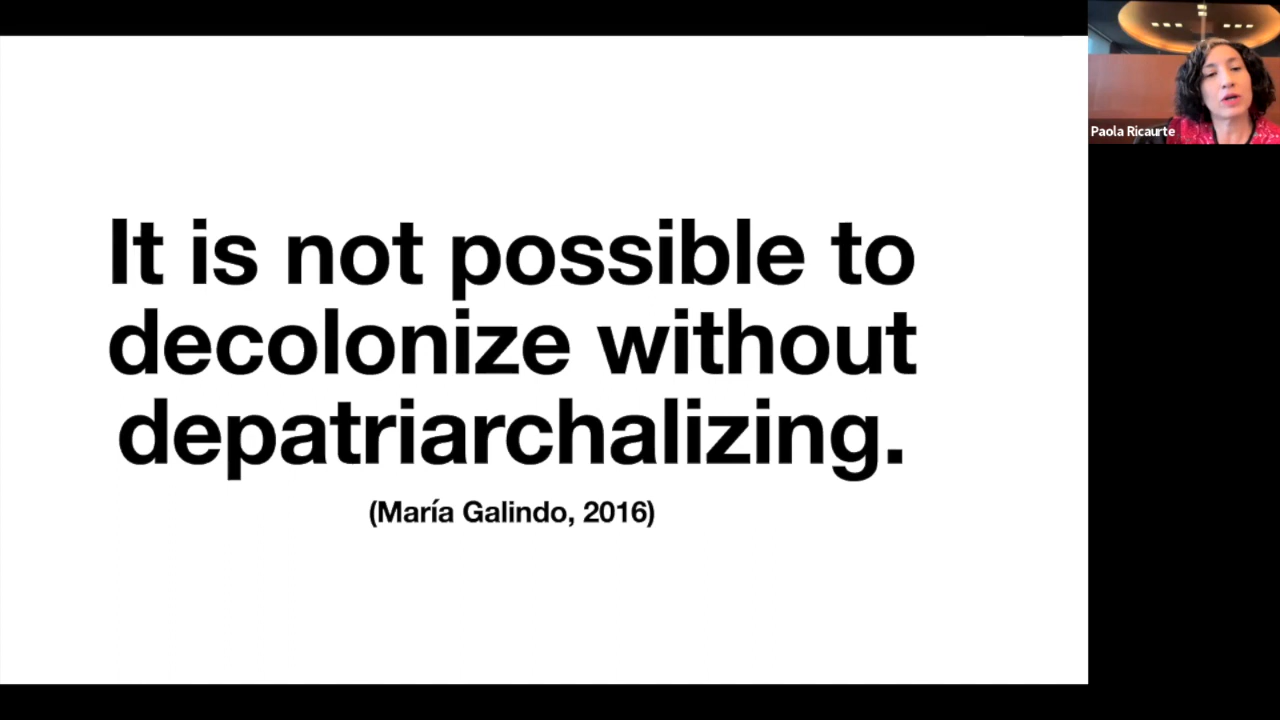 It is not possible to
decolonize without
depatriarchalizing.
(María Galindo, 2016)
Paola Ricaurte